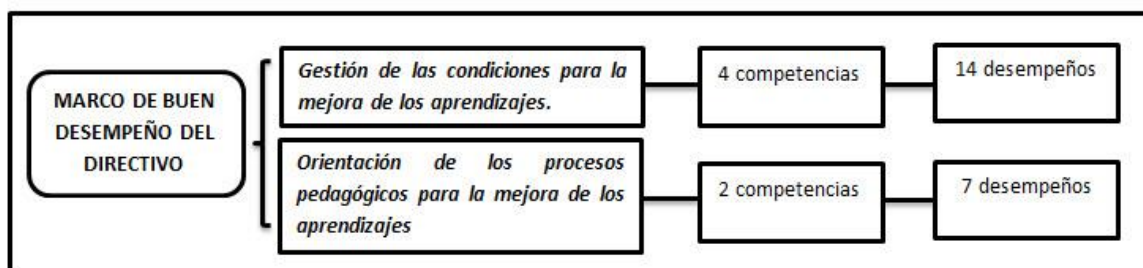 MARCO DE BUEN
DESEMPEÑO DEL
DIRECTIVO
Gestión de las condiciones para la
mejora de los aprendizajes.
4 competencias
14 desempeños
Orientación de los procesos
pedagógicos para la mejora de los
aprendizajes
2 competencias
7 desempeños